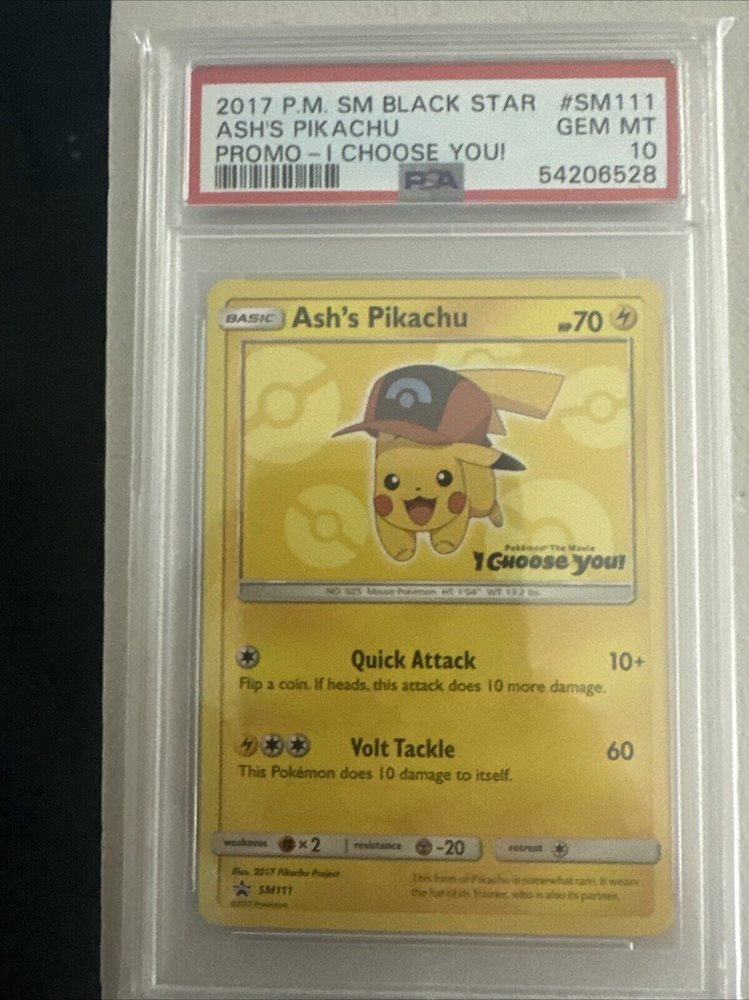 2017 P.M. SM BLACK STAR #SM111
ASH'S PIKACHU GEM MT
PROMO - I CHOOSE YOU! 10
PSA 54206528
BASIC Ash's Pikachu HP 70
Pokémon The Movie
I Choose You!
NO. 025 Mouse Pokémon HT: 1'04" WT: 13.2 lbs.
Quick Attack 10+
Flip a coin. If heads, this attack does 10 more damage.
Volt Tackle 60
This Pokémon does 10 damage to itself.
weakness ×2 resistance -20 retreat
Illus. 2017 Pikachu Project
SM111
©2017 Pokémon
This form of Pikachu is somewhat rare. It wears
the hat of its Trainer, who is also its partner.